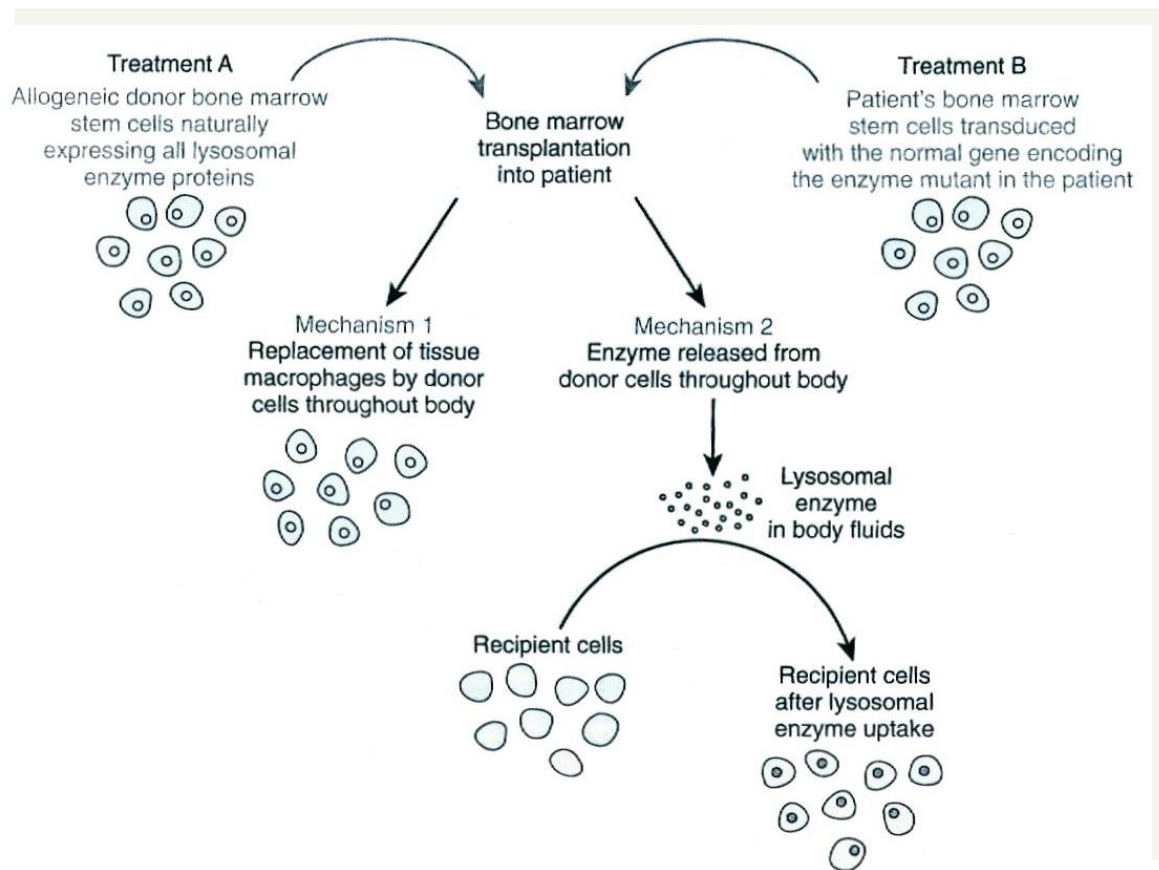 Treatment A
Allogeneic donor bone marrow
stem cells naturally
expressing all lysosomal
enzyme proteins
Bone marrow
transplantation
into patient
Treatment B
Patient's bone marrow
stem cells transduced
with the normal gene encoding
the enzyme mutant in the patient
Mechanism 1
Replacement of tissue
macrophages by donor
cells throughout body
Mechanism 2
Enzyme released from
donor cells throughout body
Lysosomal
enzyme
in body fluids
Recipient cells
Recipient cells
after lysosomal
enzyme uptake